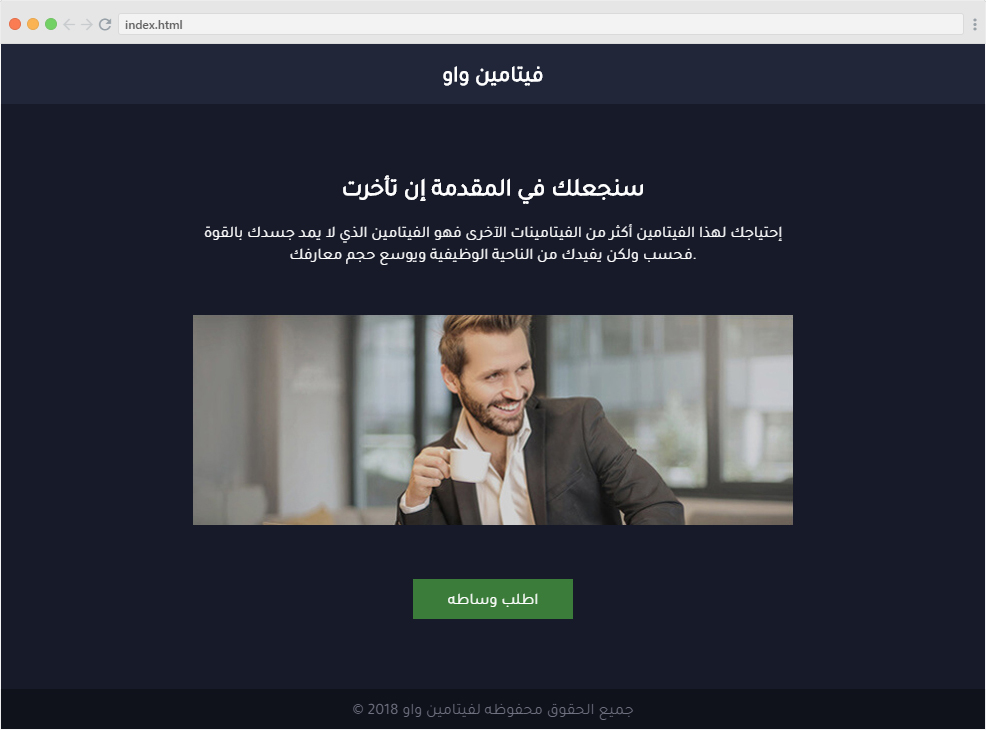 index.html
فيتامين واو
سنجعلك في المقدمة إن تأخرت
إحتياجك لهذا الفيتامين أكثر من الفيتامينات الآخرى فهو الفيتامين الذي لا يمد جسدك بالقوة
فحسب ولكن يفيدك من الناحية الوظيفية ويوسع حجم معارفك.
اطلب وساطه
جميع الحقوق محفوظه لفيتامين واو 2018 ©